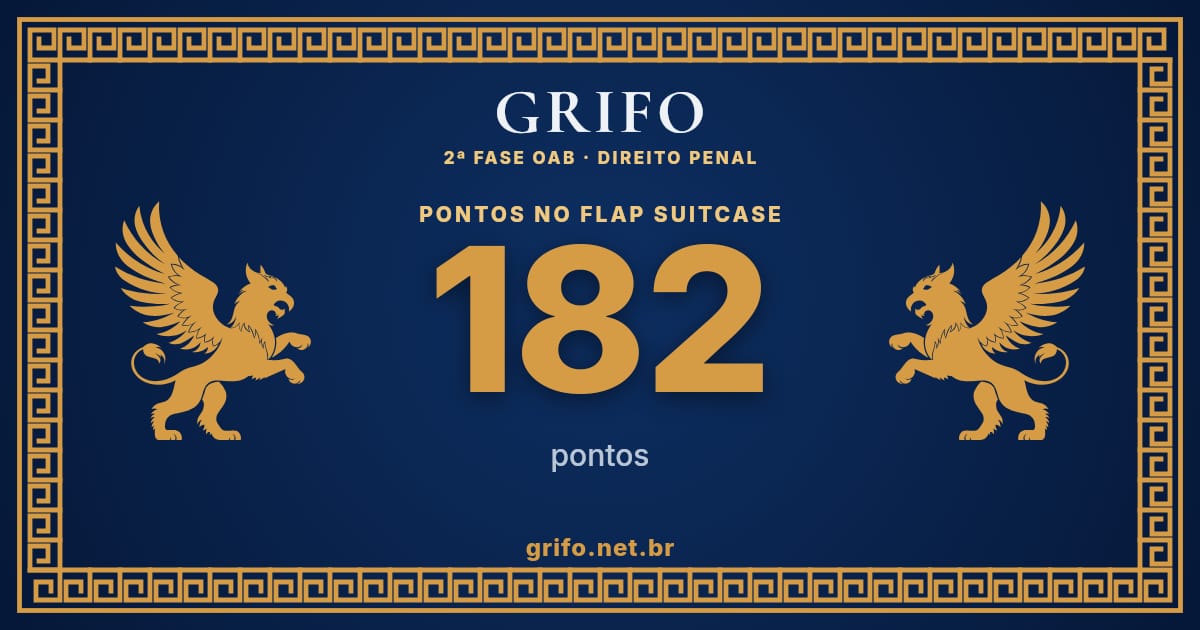 GRIFO
2ª FASE OAB · DIREITO PENAL
PONTOS NO FLAP SUITCASE
182
pontos
grifo.net.br